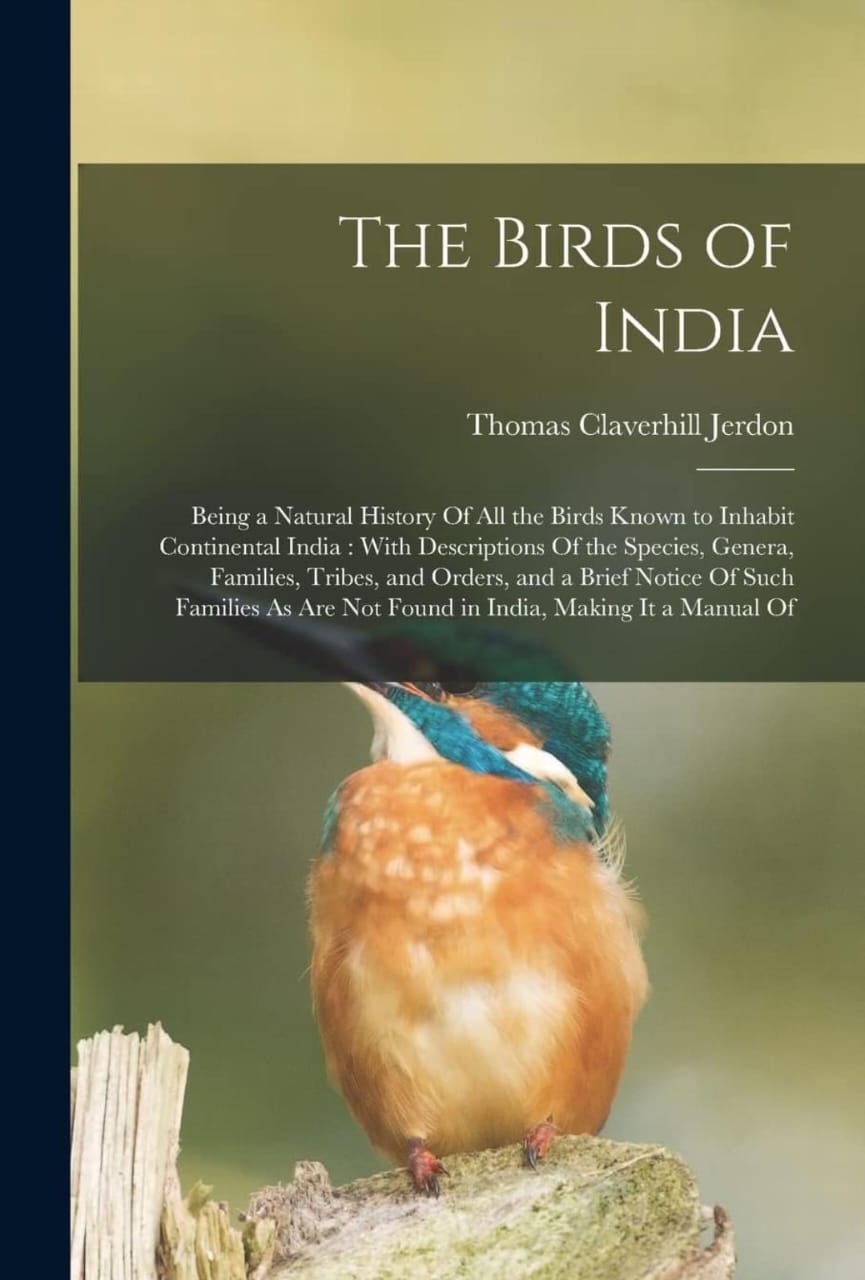 The Birds of
India
Thomas Claverhill Jerdon
Being a Natural History Of All the Birds Known to Inhabit
Continental India : With Descriptions Of the Species, Genera,
Families, Tribes, and Orders, and a Brief Notice Of Such
Families As Are Not Found in India, Making It a Manual Of